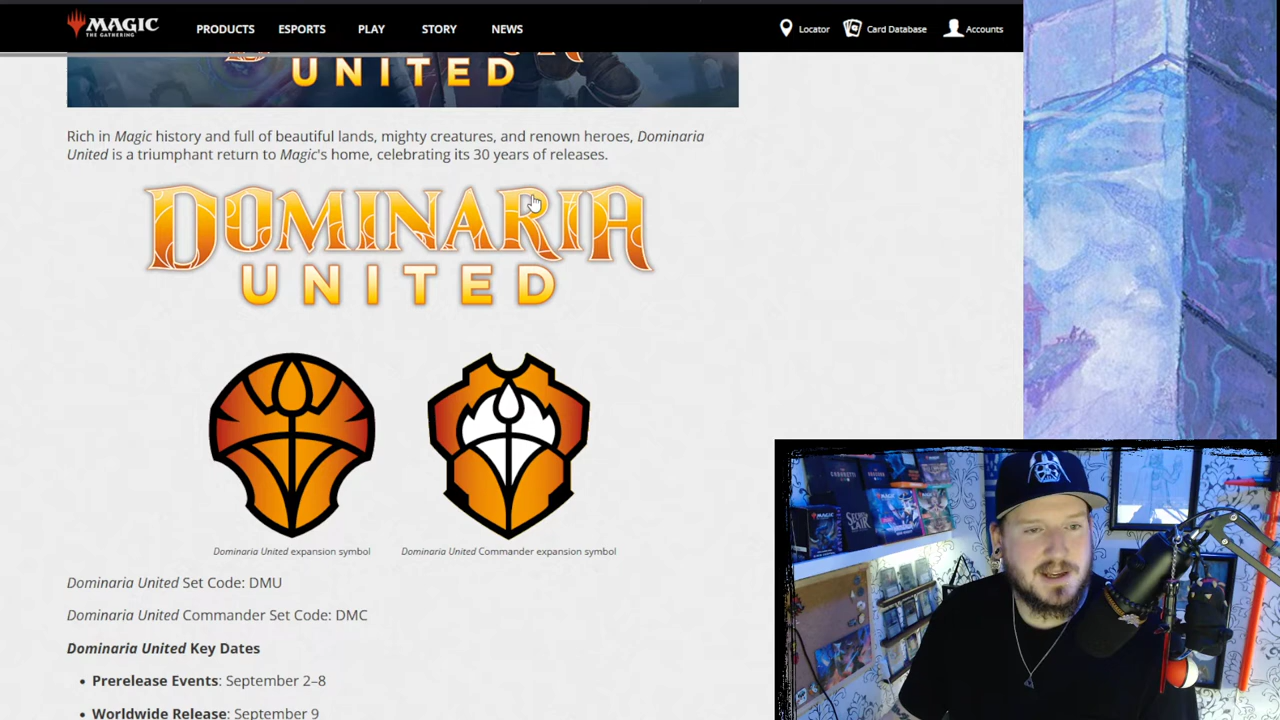 MAGIC
THE GATHERING
PRODUCTS
ESPORTS
PLAY
STORY
NEWS
Locator
Card Database
Accounts
UNITED
Rich in Magic history and full of beautiful lands, mighty creatures, and renown heroes, Dominaria
United is a triumphant return to Magic's home, celebrating its 30 years of releases.
DOMINARIA
UNITED
Dominaria United expansion symbol
Dominaria United Commander expansion symbol
Dominaria United Set Code: DMU
Dominaria United Commander Set Code: DMC
Dominaria United Key Dates
• Prerelease Events: September 2–8
• Worldwide Release: September 9
MAGIC